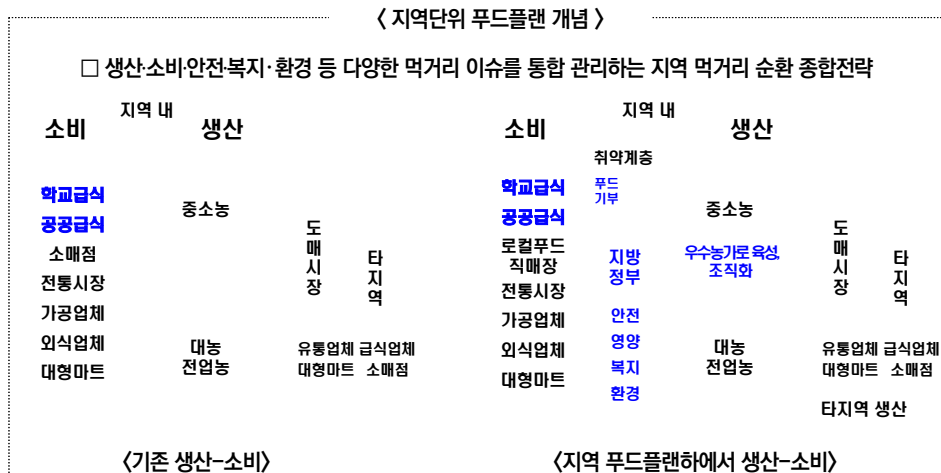 〈 지역단위 푸드플랜 개념 〉
□ 생산·소비·안전·복지·환경 등 다양한 먹거리 이슈를 통합 관리하는 지역 먹거리 순환 종합전략
지역 내
소비
생산
학교급식
공공급식
소매점
전통시장
가공업체
외식업체
대형마트
중소농
대농
전업농
도매시장
타지역
유통업체 급식업체
대형마트 소매점
〈기존 생산-소비〉
지역 내
소비
생산
취약계층
푸드
기부
학교급식
공공급식
로컬푸드
직매장
전통시장
가공업체
외식업체
대형마트
지방
정부
안전
영양
복지
환경
중소농
우수농가로 육성,
조직화
대농
전업농
도매시장
타지역
유통업체 급식업체
대형마트 소매점
타지역 생산
〈지역 푸드플랜하에서 생산-소비〉